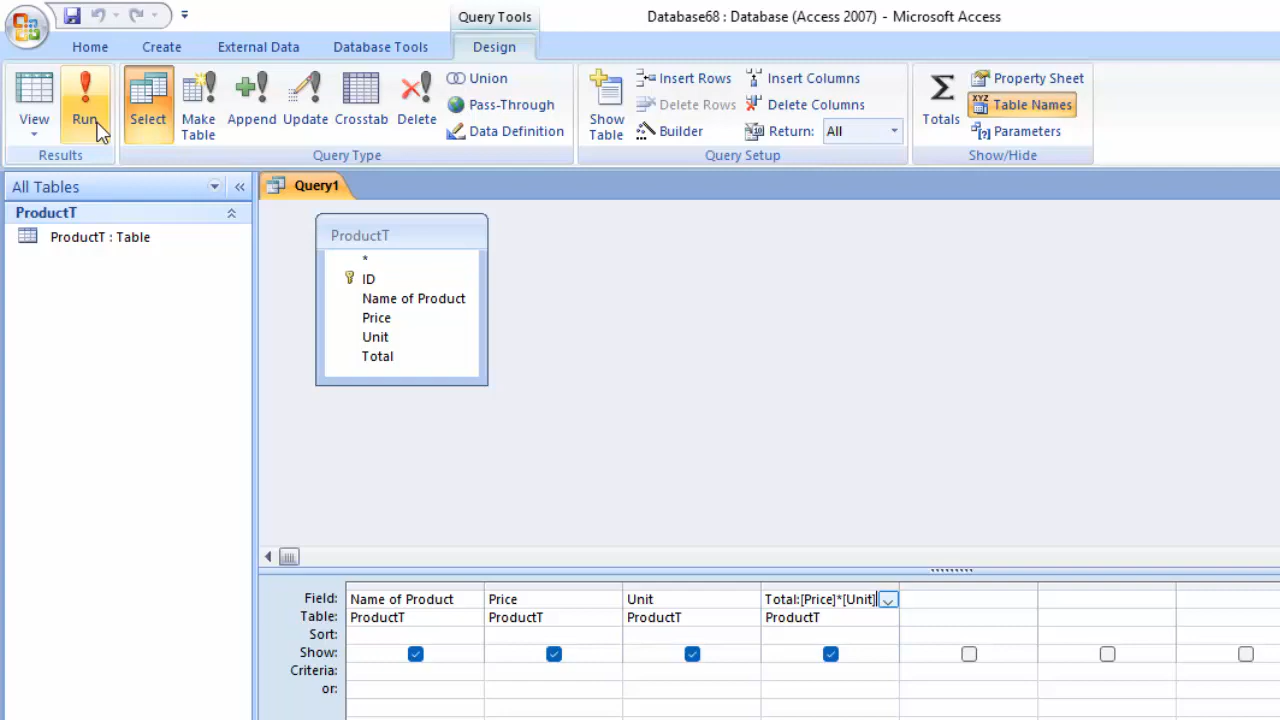 Query Tools
Database68 : Database (Access 2007) - Microsoft Access
Home Create External Data Database Tools Design
View Run Select Make Table Append Update Crosstab Delete
Union
Pass-Through
Data Definition
Show Table
Insert Rows
Delete Rows
Builder
Insert Columns
Delete Columns
Return: All
Totals
Property Sheet
XYZ Table Names
Parameters
Results Query Type Query Setup Show/Hide
All Tables
ProductT
ProductT : Table
Query1
ProductT
*
ID
Name of Product
Price
Unit
Total
Field: Name of Product Price Unit Total:[Price]*[Unit]
Table: ProductT ProductT ProductT ProductT
Sort:
Show:
Criteria:
or: